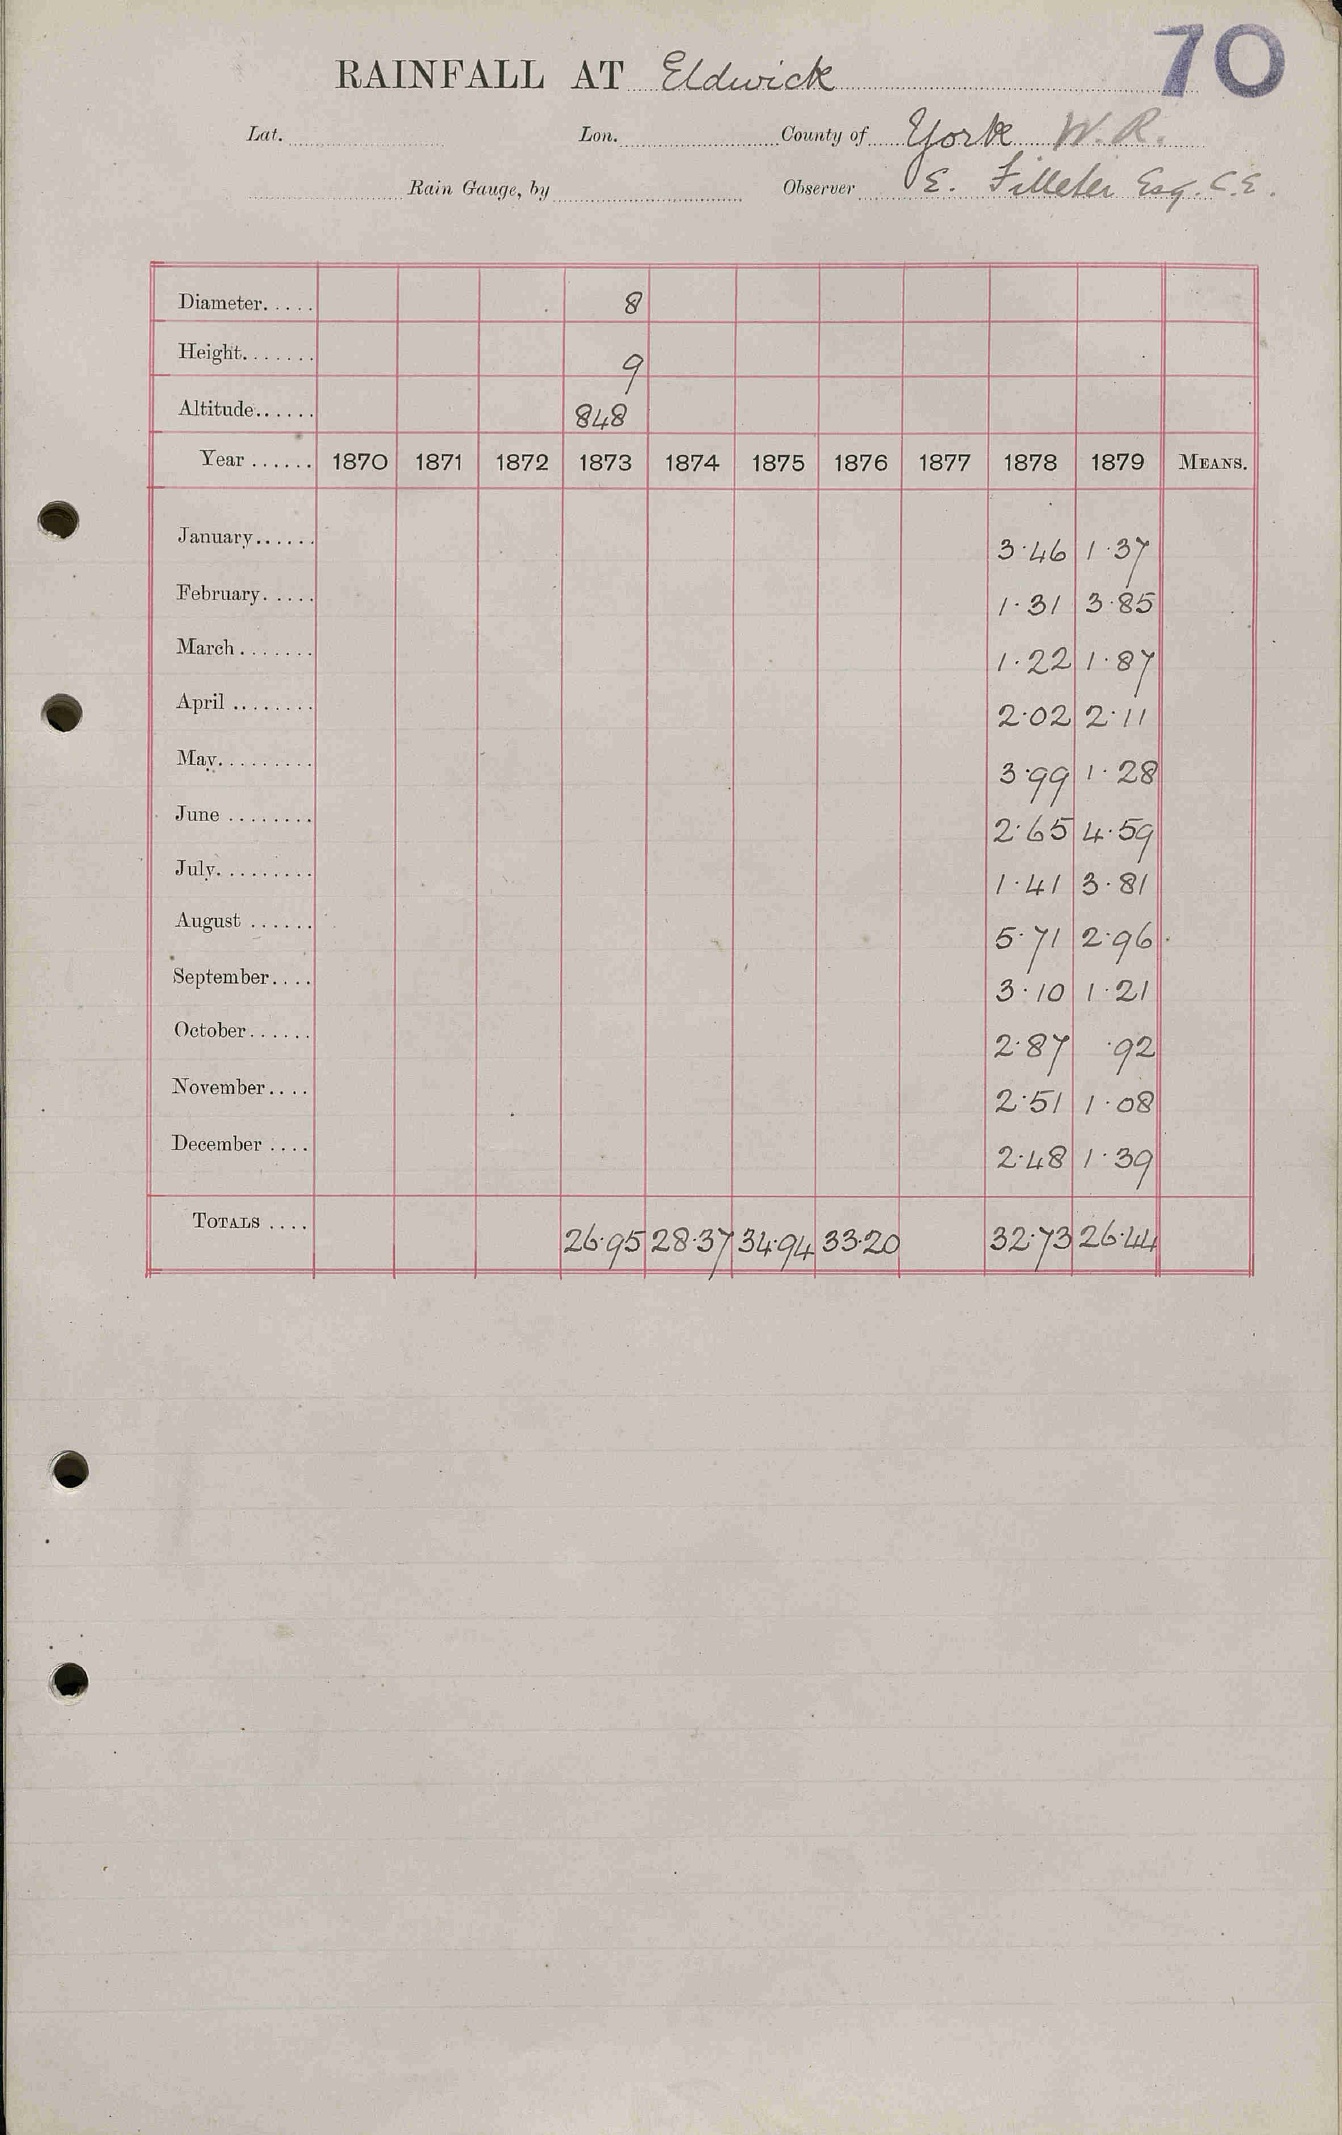 70
RAINFALL AT Eldwick
Lat. Lon. County of York W. R.
Rain Gauge, by Observer E. Filleter Esq. C.E.
Diameter..... 8
Height....... 9
Altitude...... 848
Year ...... 1870 1871 1872 1873 1874 1875 1876 1877 1878 1879 MEANS.
January...... 3.46 1.37
February..... 1.31 3.85
March....... 1.22 1.87
April ........ 2.02 2.11
May......... 3.99 1.28
June ........ 2.65 4.59
July......... 1.41 3.81
August ...... 5.71 2.96
September.... 3.10 1.21
October...... 2.87 .92
November.... 2.51 1.08
December .... 2.48 1.39
TOTALS .... 26.95 28.37 34.94 33.20 32.73 26.44